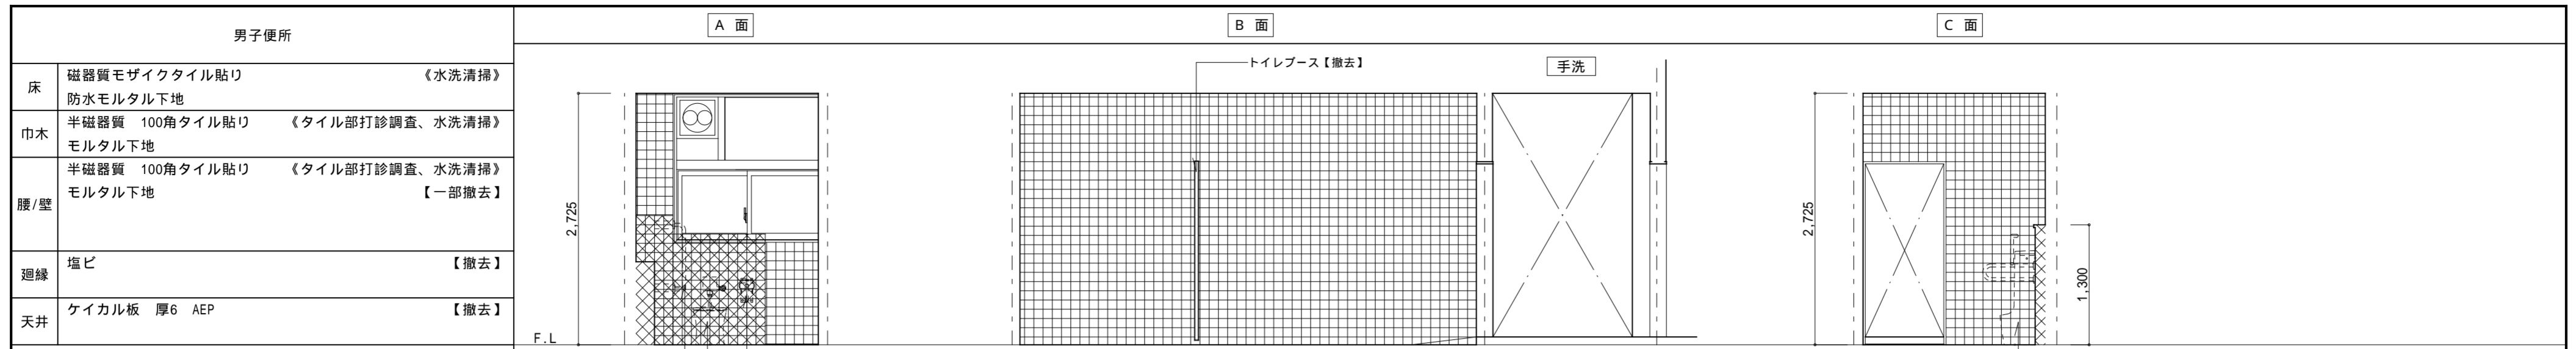 男子便所
床 磁器質モザイクタイル貼り 《水洗清掃》
防水モルタル下地
巾木 半磁器質 100角タイル貼り 《タイル部打診調査、水洗清掃》
モルタル下地
腰/壁 半磁器質 100角タイル貼り 《タイル部打診調査、水洗清掃》
モルタル下地 【一部撤去】
廻縁 塩ビ 【撤去】
天井 ケイカル板 厚6 AEP 【撤去】
A 面
B 面
C 面
トイレブース【撤去】
手洗
2,725
2,725
1,300
F.L